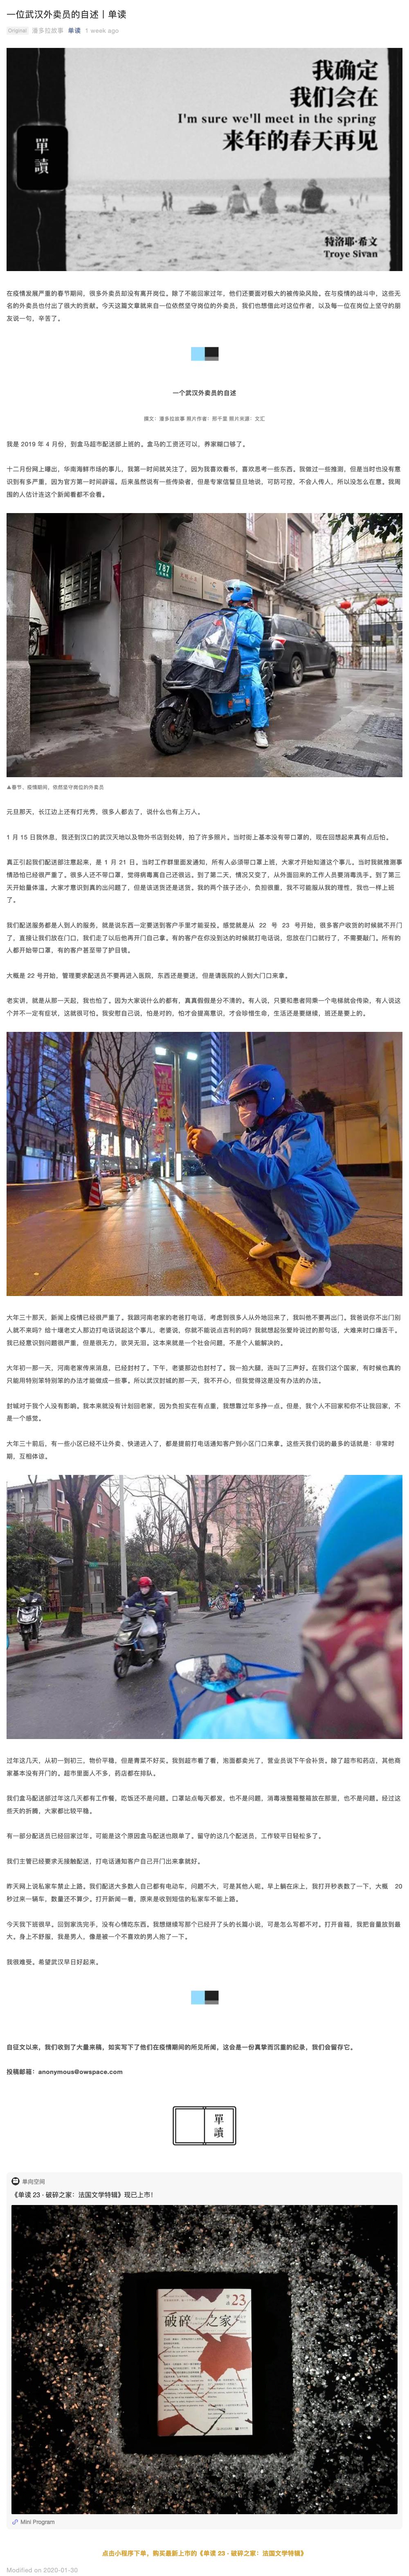 一位武汉外卖员的自述丨单读
Original 潘多拉故事 单读 1 week ago
我确定
我们会在
I'm sure we'll meet in the spring
来年的春天再见
單讀
特洛耶·希文
Troye Sivan
在疫情发展严重的春节期间，很多外卖员却没有离开岗位。除了不能回家过年，他们还要面对极大的被传染风险。在与疫情的战斗中，这些无
名的外卖员也付出了很大的贡献。今天这篇文章就来自一位依然坚守岗位的外卖员，我们也想借此对这位作者，以及每一位在岗位上坚守的朋
友说一句，辛苦了。
一个武汉外卖员的自述
撰文：潘多拉故事 照片作者：邢千里 照片来源：文汇
我是 2019 年 4 月份，到盒马超市配送部上班的。盒马的工资还可以，养家糊口够了。
十二月份网上曝出，华南海鲜市场的事儿，我第一时间就关注了，因为我喜欢看书，喜欢思考一些东西。我做过一些推测，但是当时也没有意
识到有多严重，因为官方第一时间辟谣。后来虽然说有一些传染者，但是专家信誓旦旦地说，可防可控，不会人传人，所以没怎么在意。我周
围的人估计连这个新闻看都不会看。
787
▲春节，疫情期间，依然坚守岗位的外卖员
元旦那天，长江边上还有灯光秀，很多人都去了，说什么也有上万人。
1 月 15 日我休息，我还到汉口的武汉天地以及物外书店到处转，拍了许多照片。当时街上基本没有带口罩的，现在回想起来真有点后怕。
真正引起我们配送部注意起来，是 1 月 21 日。当时工作群里面发通知，所有人必须带口罩上班，大家才开始知道这个事儿。当时我就推测事
情恐怕已经很严重了。很多人还不带口罩，觉得病毒离自己还很远。到了第二天，情况又变了，从外面回来的工作人员要消毒洗手。到了第三
天开始量体温。大家才意识到真的出问题了，但是该送货还是送货。我的两个孩子还小，负担很重，我不可能服从我的理性，我也一样上班
了。
我们配送服务都是人到人的服务，就是说东西一定要送到客户手里才能妥投。感觉就是从 22 号 23 号开始，很多客户收货的时候就不开门
了，直接让我们放在门口，我们走了以后他再开门自己拿。有的客户在你没到达的时候就打电话说，您放在门口就行了，不需要敲门。所有的
人都开始带口罩，有的客户甚至带了护目镜。
大概是 22 号开始，管理要求配送员不要再进入医院，东西还是要送，但是请医院的人到大门口来拿。
老实讲，就是从那一天起，我也怕了。因为大家说什么的都有，真真假假是分不清的。有人说，只要和患者同乘一个电梯就会传染，有人说这
个并不一定有症状，这就很可怕。我安慰自己说，怕是对的，怕才会提高意识，才会珍惜生命，生活还是要继续，班还是要上的。
大年三十那天，新闻上疫情已经很严重了。我跟河南老家的老爸打电话，考虑到很多人从外地回来了，我叫他不要再出门。我爸说你不出门别
人就不来吗？给十堰老丈人那边打电话说起这个事儿，老婆说，你就不能说点吉利的吗？我就想起张爱玲说过的那句话，大难来时口燥舌干。
我已经意识到问题很严重，但是很无力，欲哭无泪。这本来就是一个社会问题，不是个人能解决的。
大年初一那一天，河南老家传来消息，已经封村了。下午，老婆那边也封村了。我一拍大腿，连叫了三声好。在我们这个国家，有时候也真的
只能用特别笨特别笨的办法才能做成一些事。所以武汉封城的那一天，我不开心，但我觉得这是没有办法的办法。
封城对于我个人没有影响。我本来就没有计划回老家，因为负担实在有点重，我想靠过年多挣一点。但是，我个人不回家和你不让我回家，不
是一个感觉。
大年三十前后，有一些小区已经不让外卖、快递进入了，都是提前打电话通知客户到小区门口来拿。这些天我们说的最多的话就是：非常时
期，互相体谅。
过年这几天，从初一到初三，物价平稳，但是青菜不好买。我到超市看了看，泡面都卖光了，营业员说下午会补货。除了超市和药店，其他商
家基本没有开门的。超市里面人不多，药店都在排队。
我们盒马配送部过年这几天都有工作餐，吃饭还不是问题。口罩站点每天都发，也不是问题，消毒液整箱整箱放在那里，也不是问题。经过这
些天的折腾，大家都比较平稳。
有一部分配送员已经回家过年。可能是这个原因盒马配送也限单了。留守的这几个配送员，工作较平日轻松多了。
我们主管已经要求无接触配送，打电话通知客户自己开门出来拿就好。
昨天网上说私家车禁止上路。我们配送大多数人自己都有电动车，问题不大，可是其他人呢。早上躺在床上，我打开秒表数了一下，大概 20
秒过来一辆车，数量还不算少。打开新闻一看，原来是收到短信的私家车不能上路。
今天我下班很早。回到家洗完手，没有心情吃东西。我想继续写那个已经开了头的长篇小说，可是怎么写都不对。打开音箱，我把音量放到最
大。身上不舒服，我是男人，像是被一个不喜欢的男人抱了一下。
我很难受。希望武汉早日好起来。
自征文以来，我们收到了大量来稿，如实写下了他们在疫情期间的所见所闻，这会是一份真挚而沉重的纪录，我们会留存它。
投稿邮箱：anonymous@owspace.com
單讀
单向空间
《单读 23 · 破碎之家：法国文学特辑》现已上市！
23
破碎之家
Mini Program
点击小程序下单，购买最新上市的《单读 23 · 破碎之家：法国文学特辑》
Modified on 2020-01-30